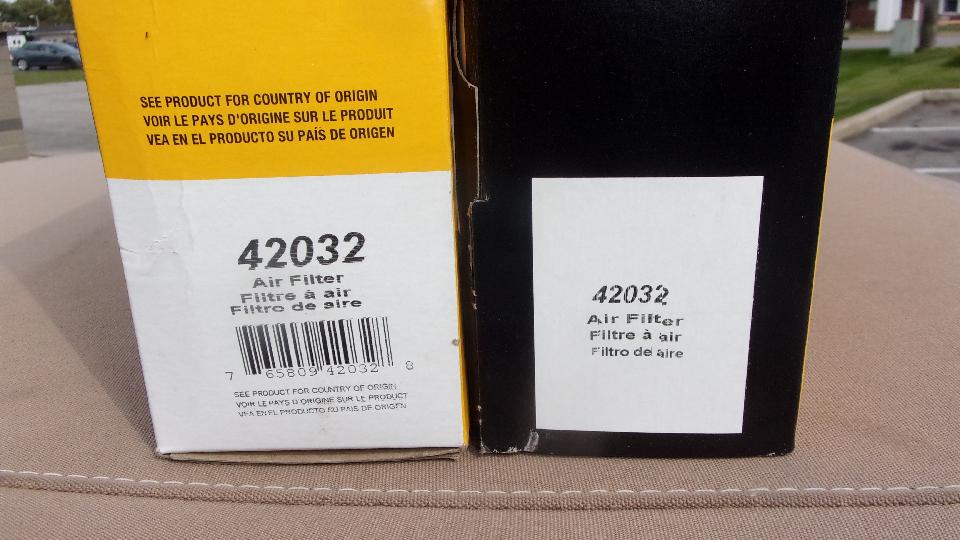 SEE PRODUCT FOR COUNTRY OF ORIGIN
VOIR LE PAYS D'ORIGINE SUR LE PRODUIT
VEA EN EL PRODUCTO SU PAÍS DE ORIGEN
42032
Air Filter
Filtre à air
Filtro de aire
7 65809 42032 8
SEE PRODUCT FOR COUNTRY OF ORIGIN
VOIR LE PAYS D'ORIGINE SUR LE PRODUCT
VEA EN EL PRODUCTO SU PAIS DE ORIGEN
42032
Air Filter
Filtre à air
Filtro de aire